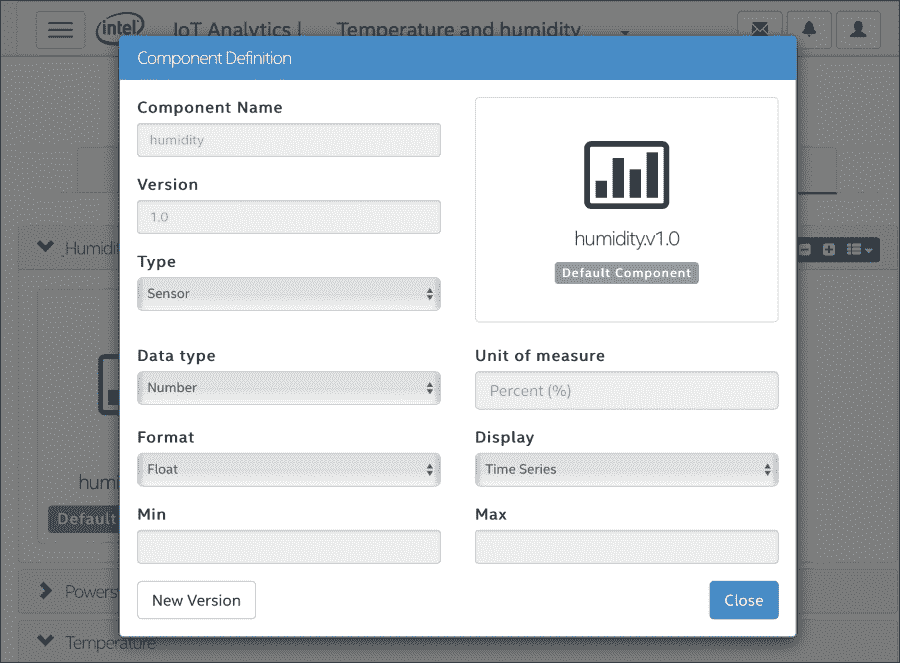 intel IoT Analytics | Temperature and humidity
Component Definition
Component Name
humidity
Version
1.0
Type
Sensor
humidity.v1.0
Default Component
Data type
Number
Unit of measure
Percent (%)
Format
Float
Display
Time Series
Min
Max
New Version
Close
Humidi
humi
Default
Powers
Temperature